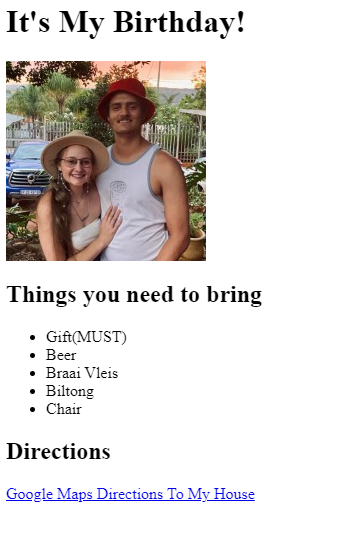 It's My Birthday!
Things you need to bring
Gift(MUST)
Beer
Braai Vleis
Biltong
Chair
Directions
Google Maps Directions To My House